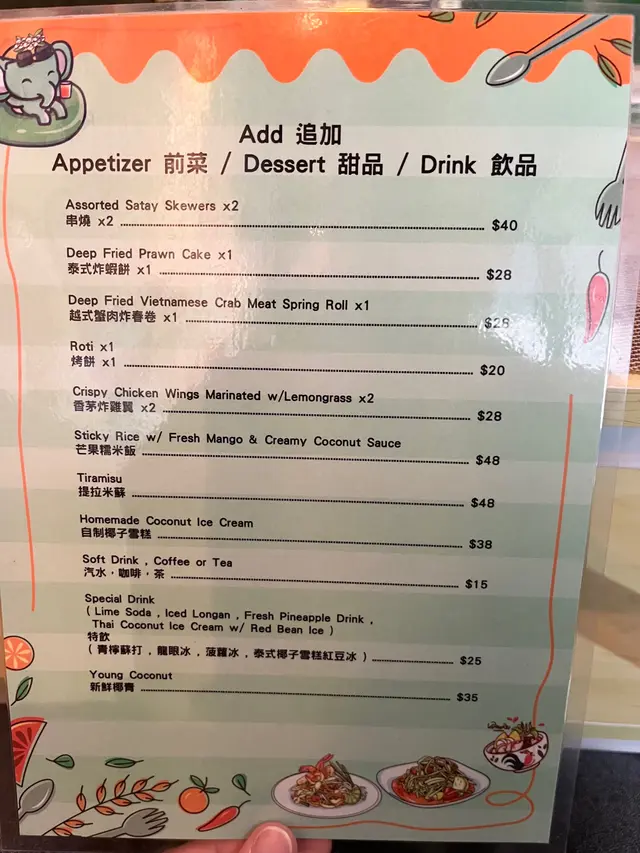 Add 追加
Appetizer 前菜 / Dessert 甜品 / Drink 飲品
Assorted Satay Skewers x2
串燒 x2 $40
Deep Fried Prawn Cake x1
泰式炸蝦餅 x1 $28
Deep Fried Vietnamese Crab Meat Spring Roll x1
越式蟹肉炸春卷 x1 $28
Roti x1
烤餅 x1 $20
Crispy Chicken Wings Marinated w/Lemongrass x2
香茅炸雞翼 x2 $28
Sticky Rice w/ Fresh Mango & Creamy Coconut Sauce
芒果糯米飯 $48
Tiramisu
提拉米蘇 $48
Homemade Coconut Ice Cream
自制椰子雪糕 $38
Soft Drink , Coffee or Tea
汽水，咖啡，茶 $15
Special Drink
( Lime Soda , Iced Longan , Fresh Pineapple Drink ,
Thai Coconut Ice Cream w/ Red Bean Ice )
特飲
( 青檸蘇打 , 龍眼冰 , 菠蘿冰 , 泰式椰子雪糕紅豆冰 ) $25
Young Coconut
新鮮椰青 $35